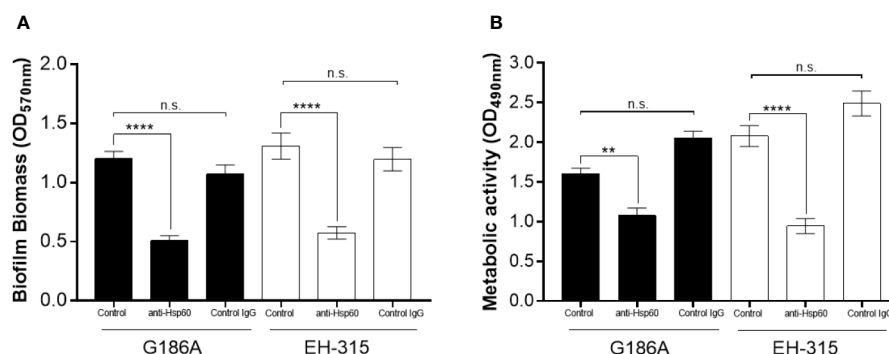 A
Biofilm Biomass (OD570nm)
2.0
1.5
1.0
0.5
0.0
n.s.
****
n.s.
****
Control
anti-Hsp60
Control IgG
Control
anti-Hsp60
Control IgG
G186A
EH-315
B
Metabolic activity (OD490nm)
3.0
2.5
2.0
1.5
1.0
0.5
0.0
n.s.
**
n.s.
****
Control
anti-Hsp60
Control IgG
Control
anti-Hsp60
Control IgG
G186A
EH-315